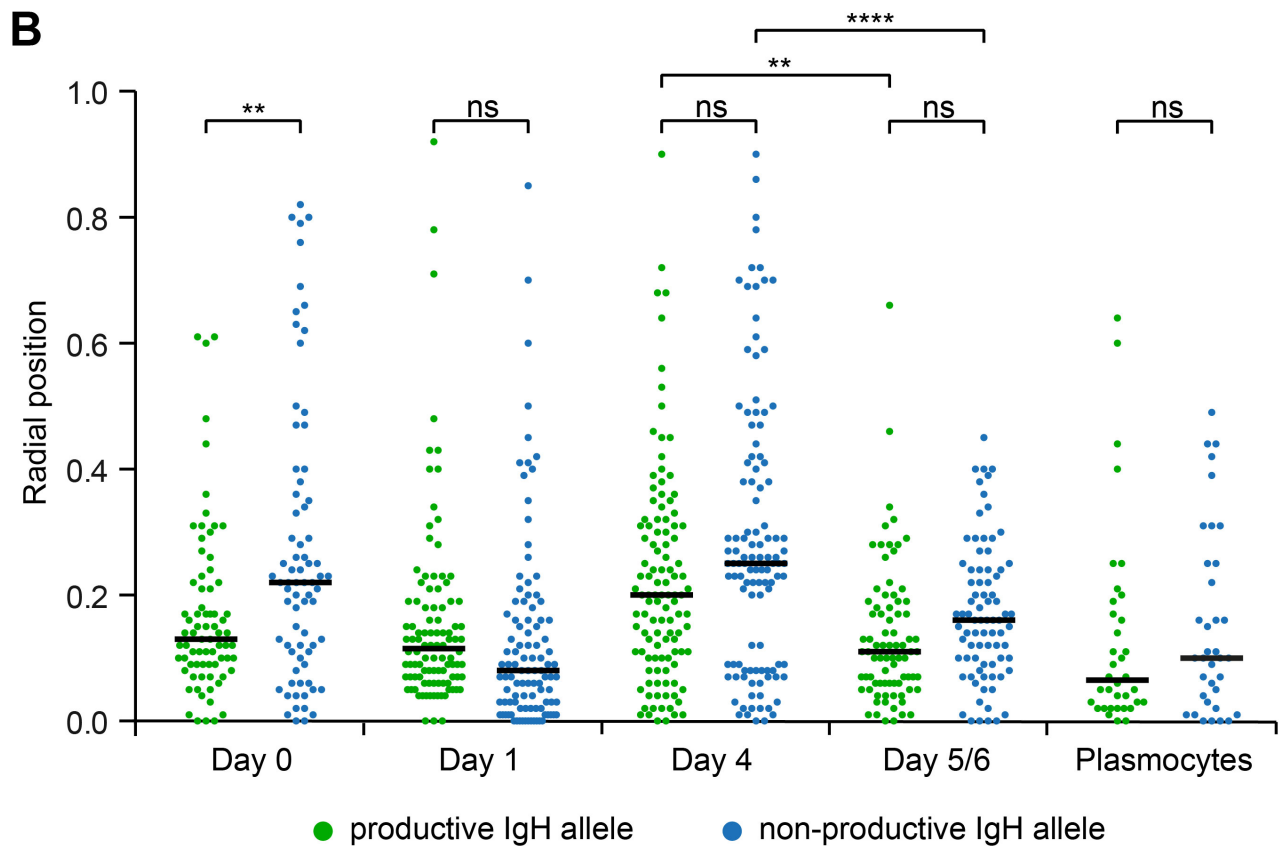 B
****
**
** ns ns ns ns
1.0
0.8
0.6
0.4
0.2
0.0
Radial position
Day 0 Day 1 Day 4 Day 5/6 Plasmocytes
productive IgH allele non-productive IgH allele